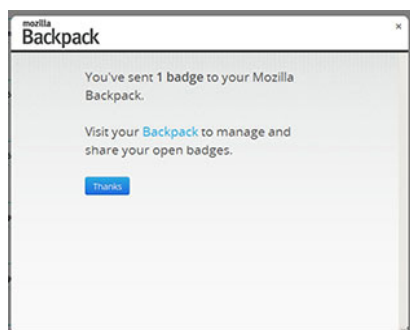 mozilla
Backpack
×
You've sent 1 badge to your Mozilla
Backpack.
Visit your Backpack to manage and
share your open badges.
Thanks